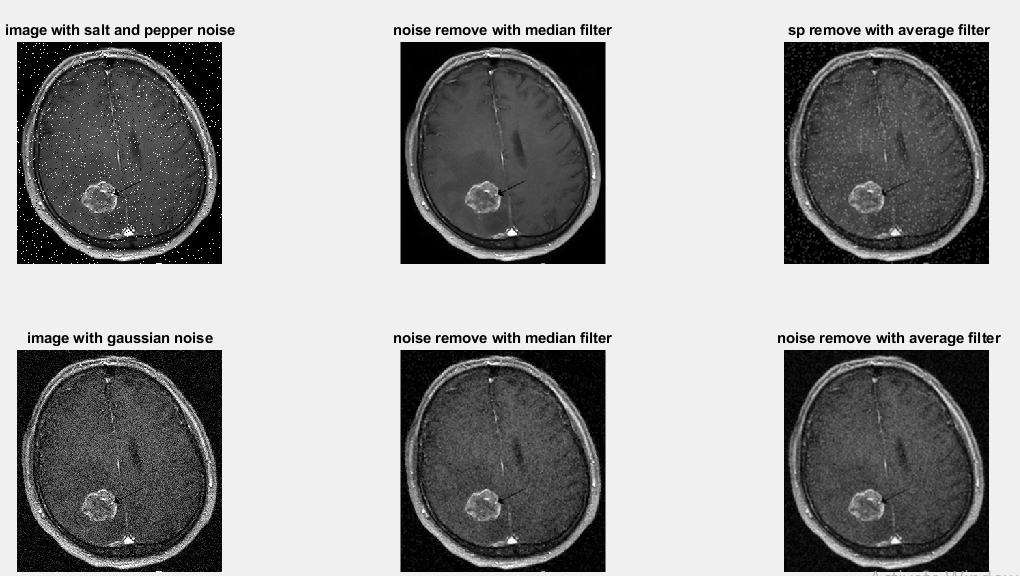 image with salt and pepper noise
noise remove with median filter
sp remove with average filter
image with gaussian noise
noise remove with median filter
noise remove with average filter